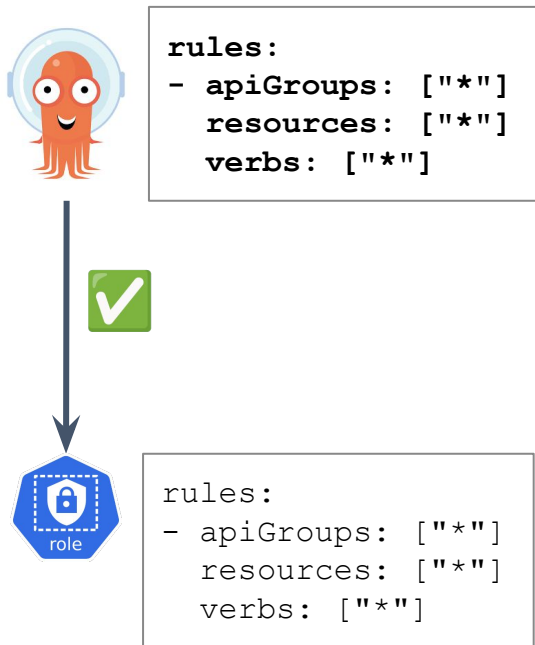 rules:
- apiGroups: ["*"]
  resources: ["*"]
  verbs: ["*"]
role
rules:
- apiGroups: ["*"]
  resources: ["*"]
  verbs: ["*"]